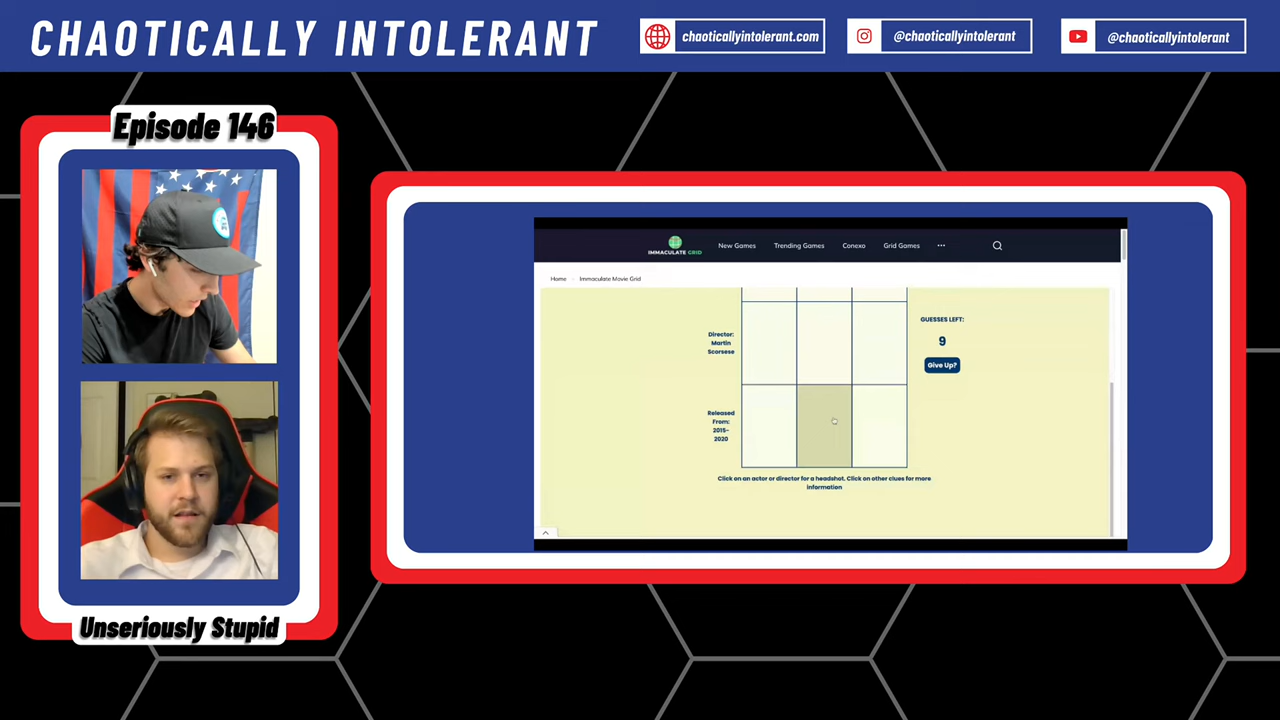 CHAOTICALLY INTOLERANT
chaoticallyintolerant.com
@chaoticallyintolerant
@chaoticallyintolerant
Episode 146
Unseriously Stupid
IMMACULATE GRID
New Games
Trending Games
Conexo
Grid Games
Home
Immaculate Movie Grid
Director:
Martin
Scorsese
Released
From:
2015-
2020
GUESSES LEFT:
9
Give Up?
Click on an actor or director for a headshot. Click on other clues for more
information